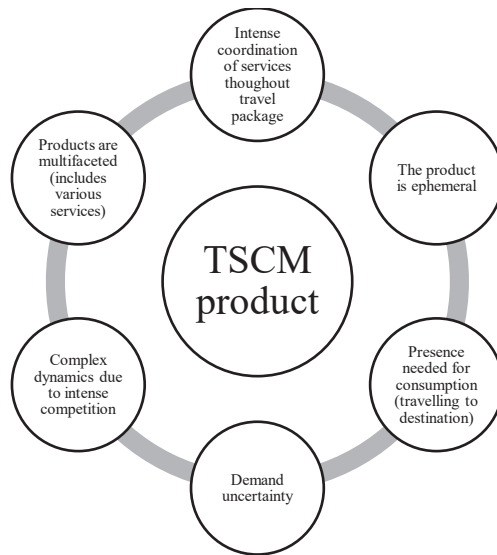 Intense
coordination
of services
thoughout
travel
package
The product
is ephemeral
Presence
needed for
consumption
(travelling to
destination)
Demand
uncertainty
Complex
dynamics due
to intense
competition
Products are
multifaceted
(includes
various
services)
TSCM
product